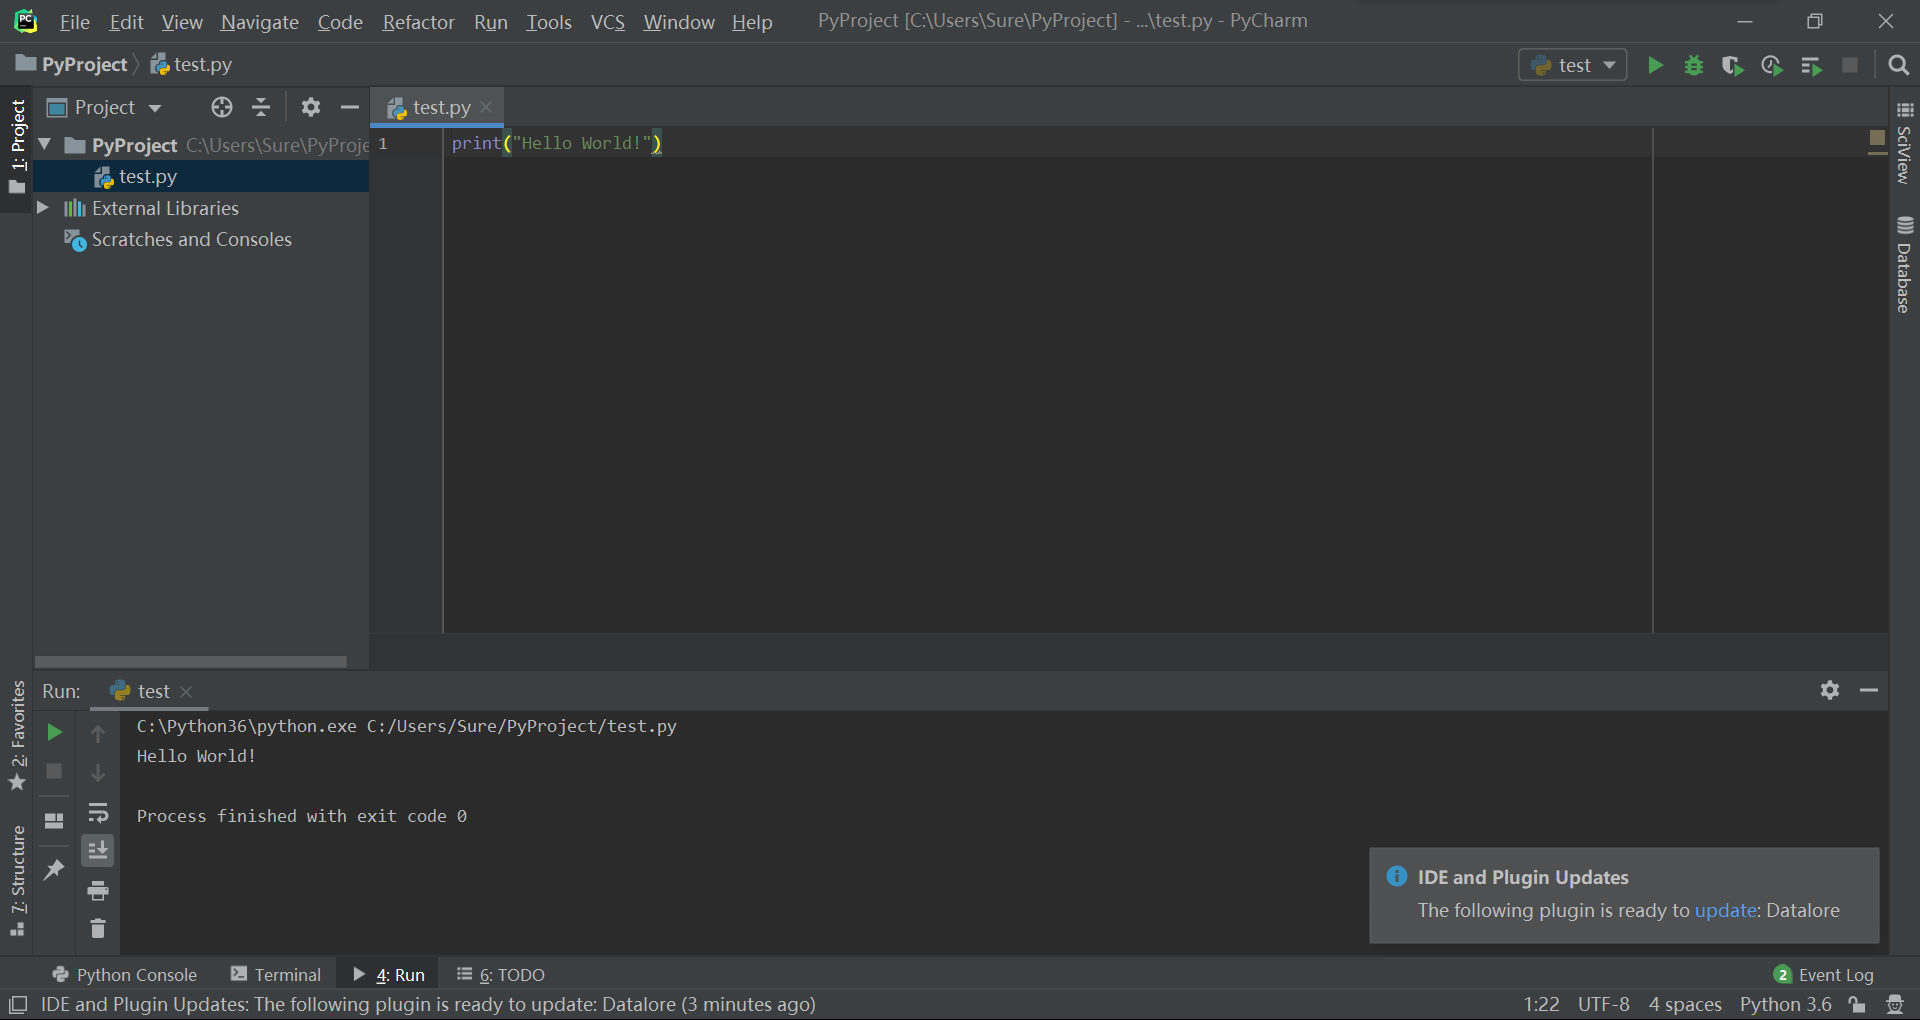 File Edit View Navigate Code Refactor Run Tools VCS Window Help PyProject [C:\Users\Sure\PyProject] - ...\test.py - PyCharm
PyProject test.py test
1: Project
Project
test.py
PyProject C:\Users\Sure\PyProje
1 print("Hello World!")
test.py
External Libraries
Scratches and Consoles
SciView
Database
2: Favorites
7: Structure
Run: test
C:\Python36\python.exe C:/Users/Sure/PyProject/test.py
Hello World!
Process finished with exit code 0
IDE and Plugin Updates
The following plugin is ready to update: Datalore
Python Console Terminal 4: Run 6: TODO 2 Event Log
IDE and Plugin Updates: The following plugin is ready to update: Datalore (3 minutes ago) 1:22 UTF-8 4 spaces Python 3.6